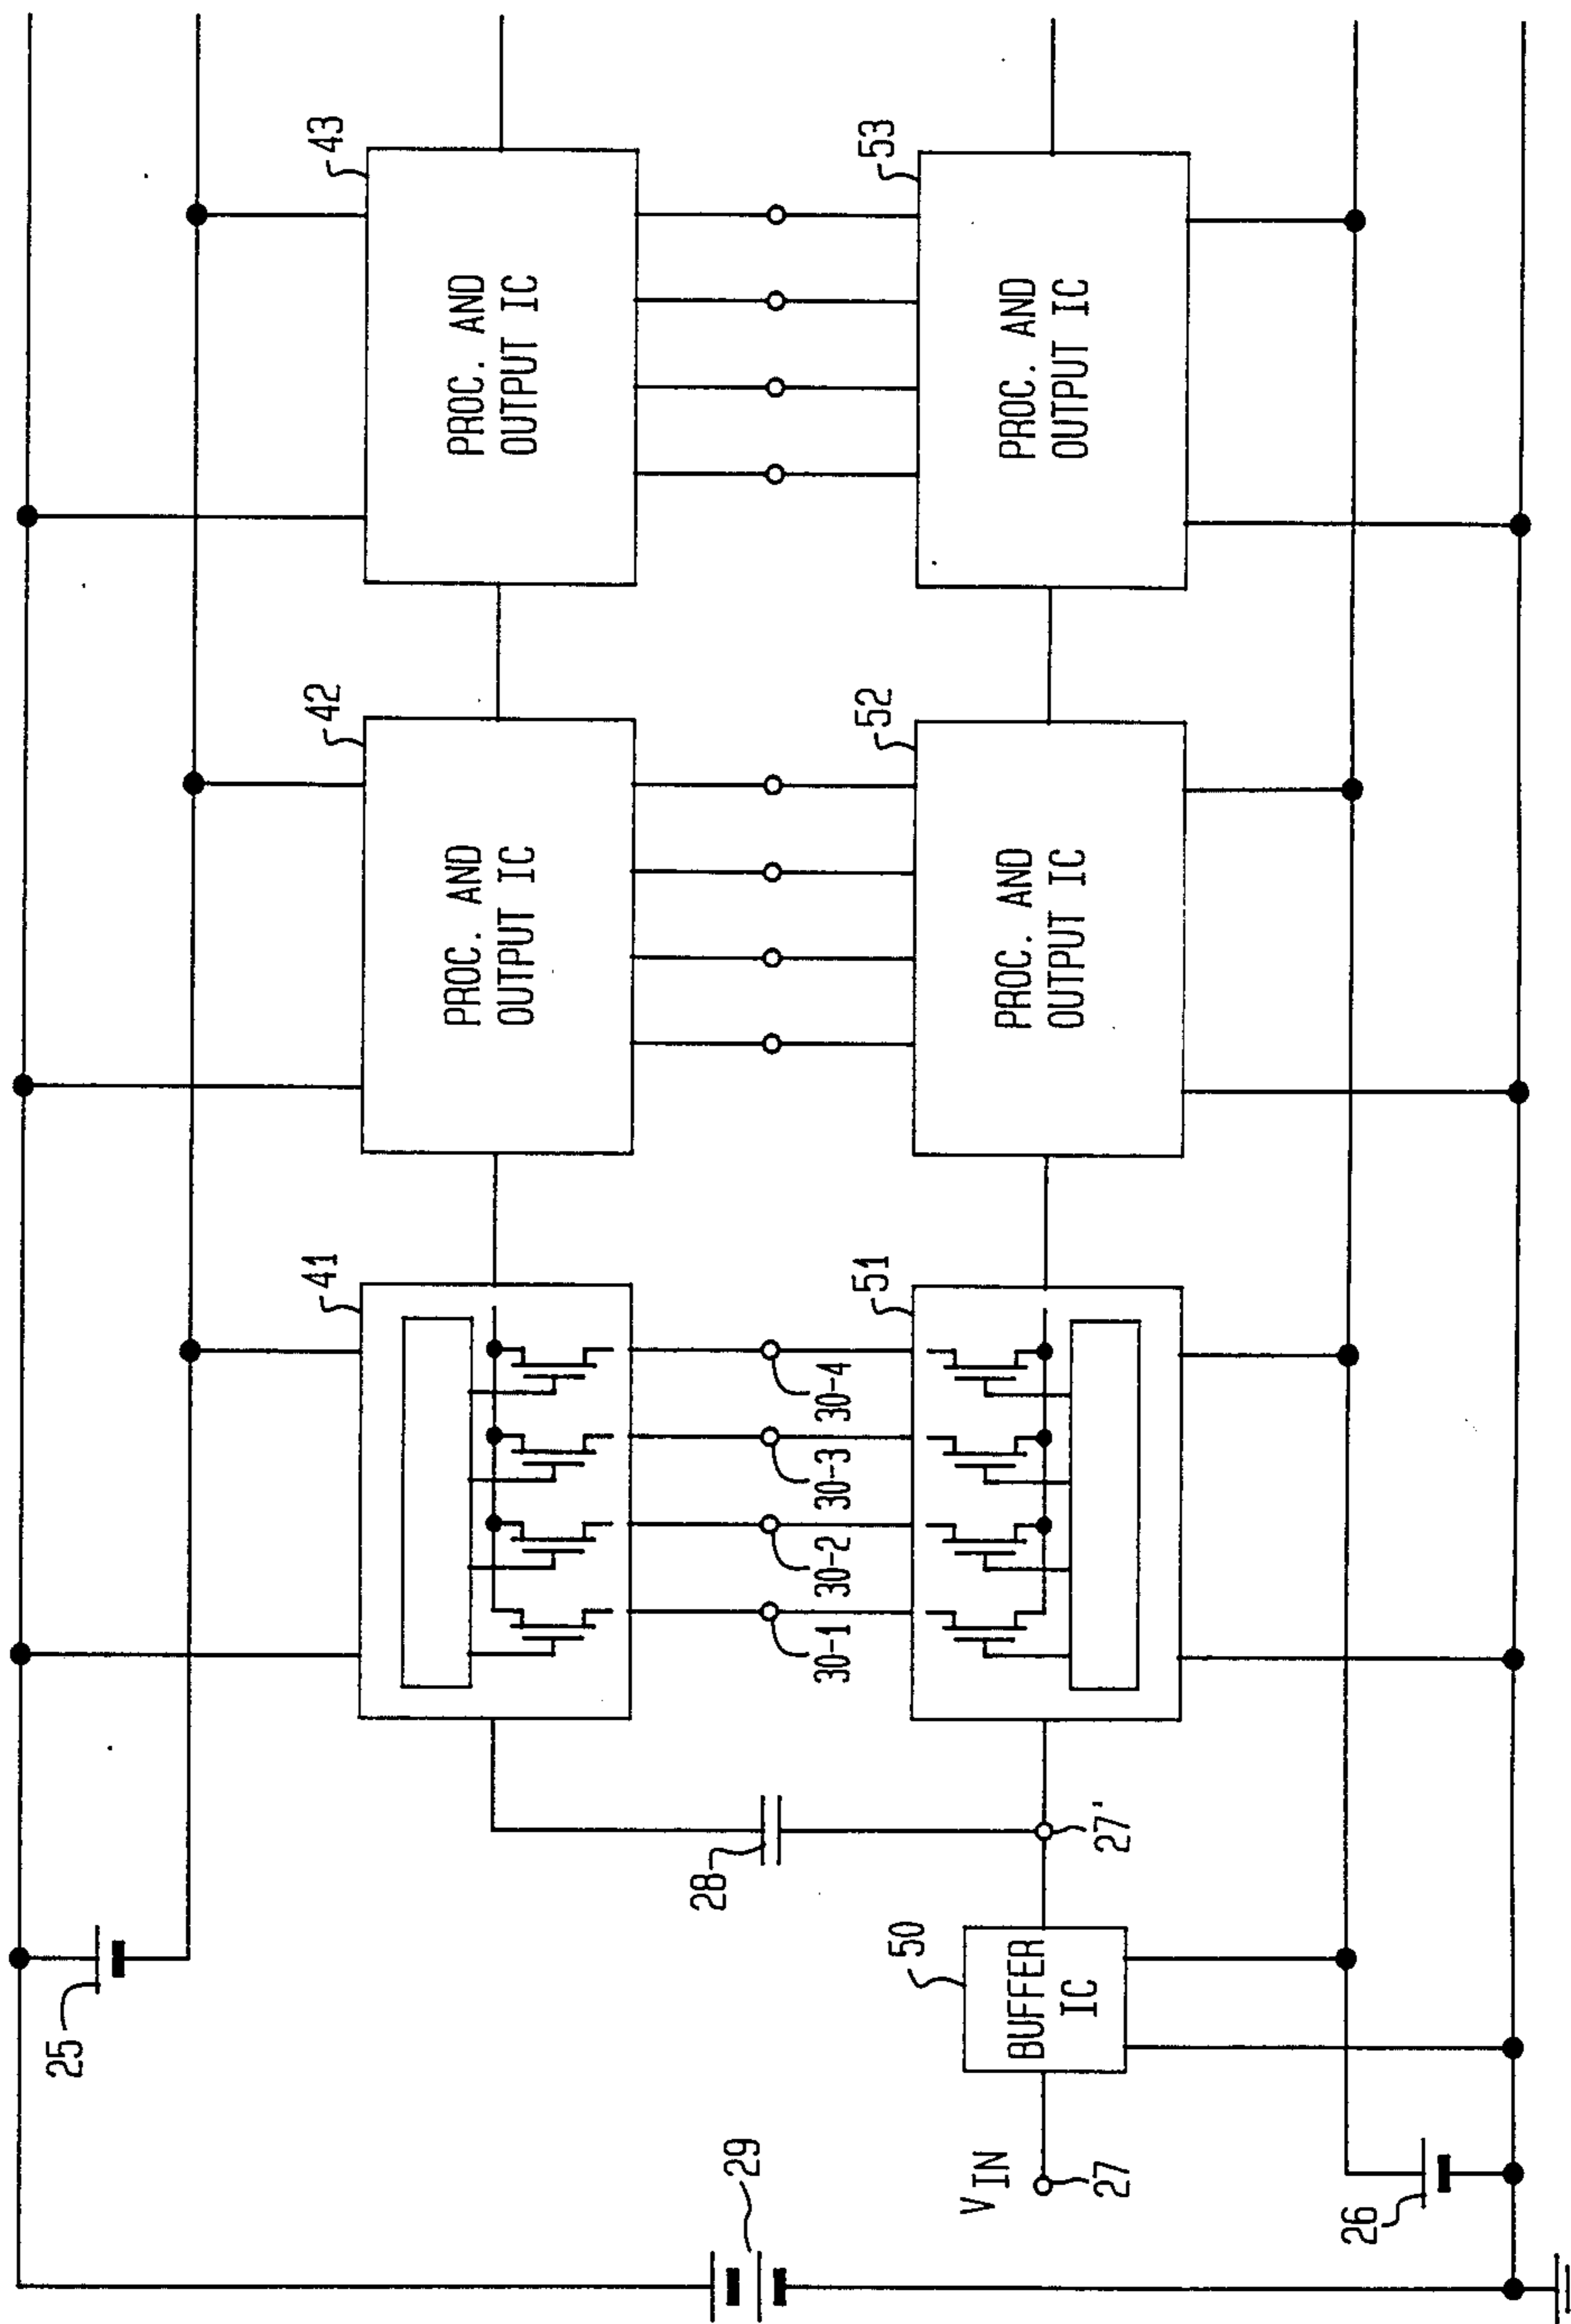 25
41
42
43
PROC. AND
OUTPUT IC
PROC. AND
OUTPUT IC
29
28
30-1
30-2
30-3
30-4
VIN
27
50
BUFFER
IC
27'
51
52
53
PROC. AND
OUTPUT IC
PROC. AND
OUTPUT IC
26